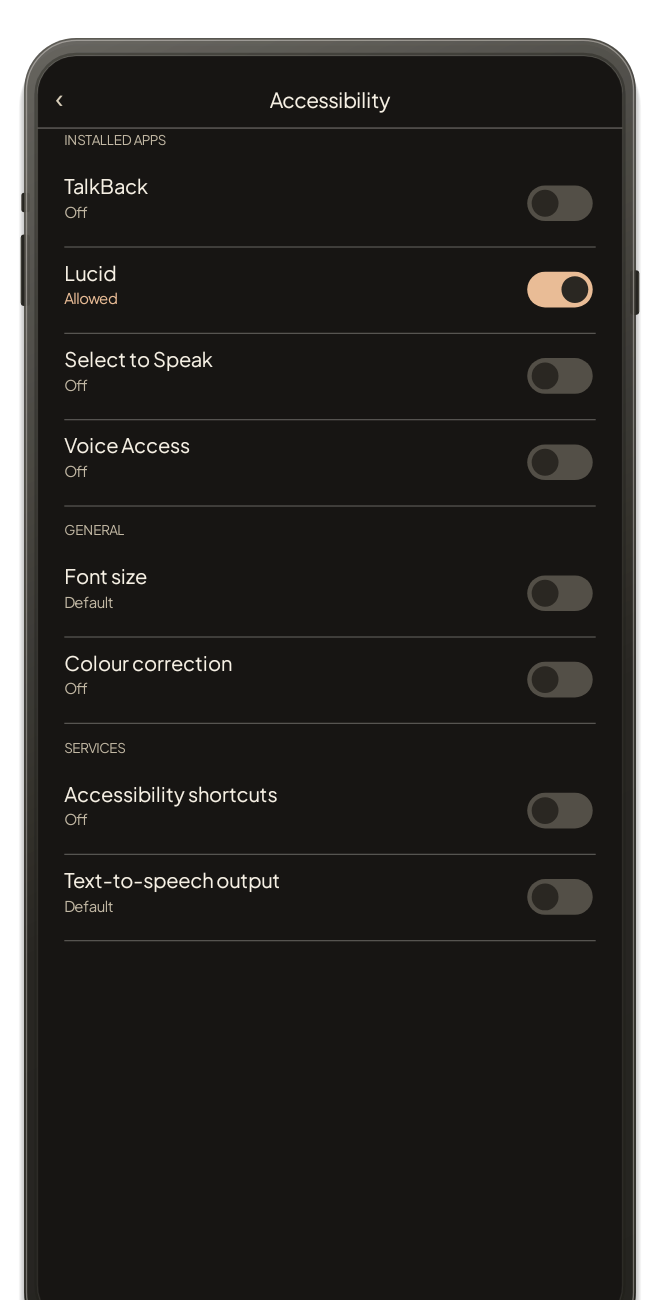 ‹ Accessibility
INSTALLED APPS
TalkBack
Off
Lucid
Allowed
Select to Speak
Off
Voice Access
Off
GENERAL
Font size
Default
Colour correction
Off
SERVICES
Accessibility shortcuts
Off
Text-to-speech output
Default